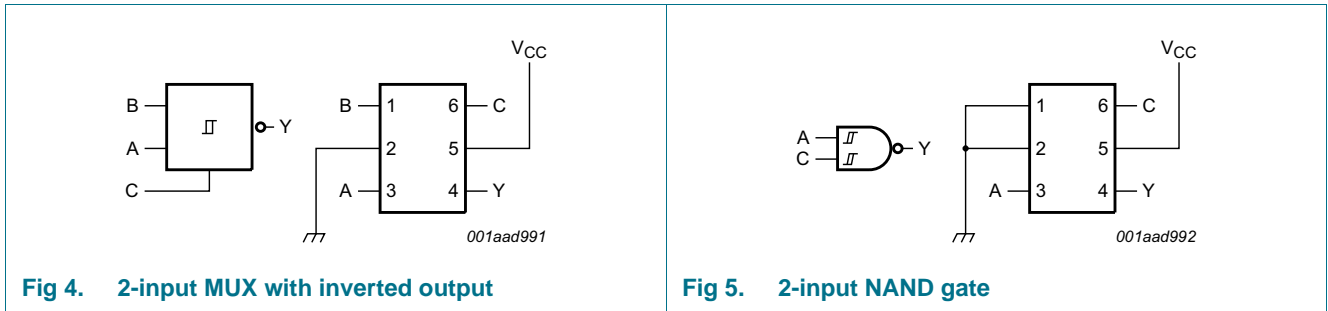 VCC
B 1 6 C
B
Y
A 2 5
C A 3 4 Y
001aad991
Fig 4. 2-input MUX with inverted output
VCC
1 6 C
A
C Y 2 5
A 3 4 Y
001aad992
Fig 5. 2-input NAND gate